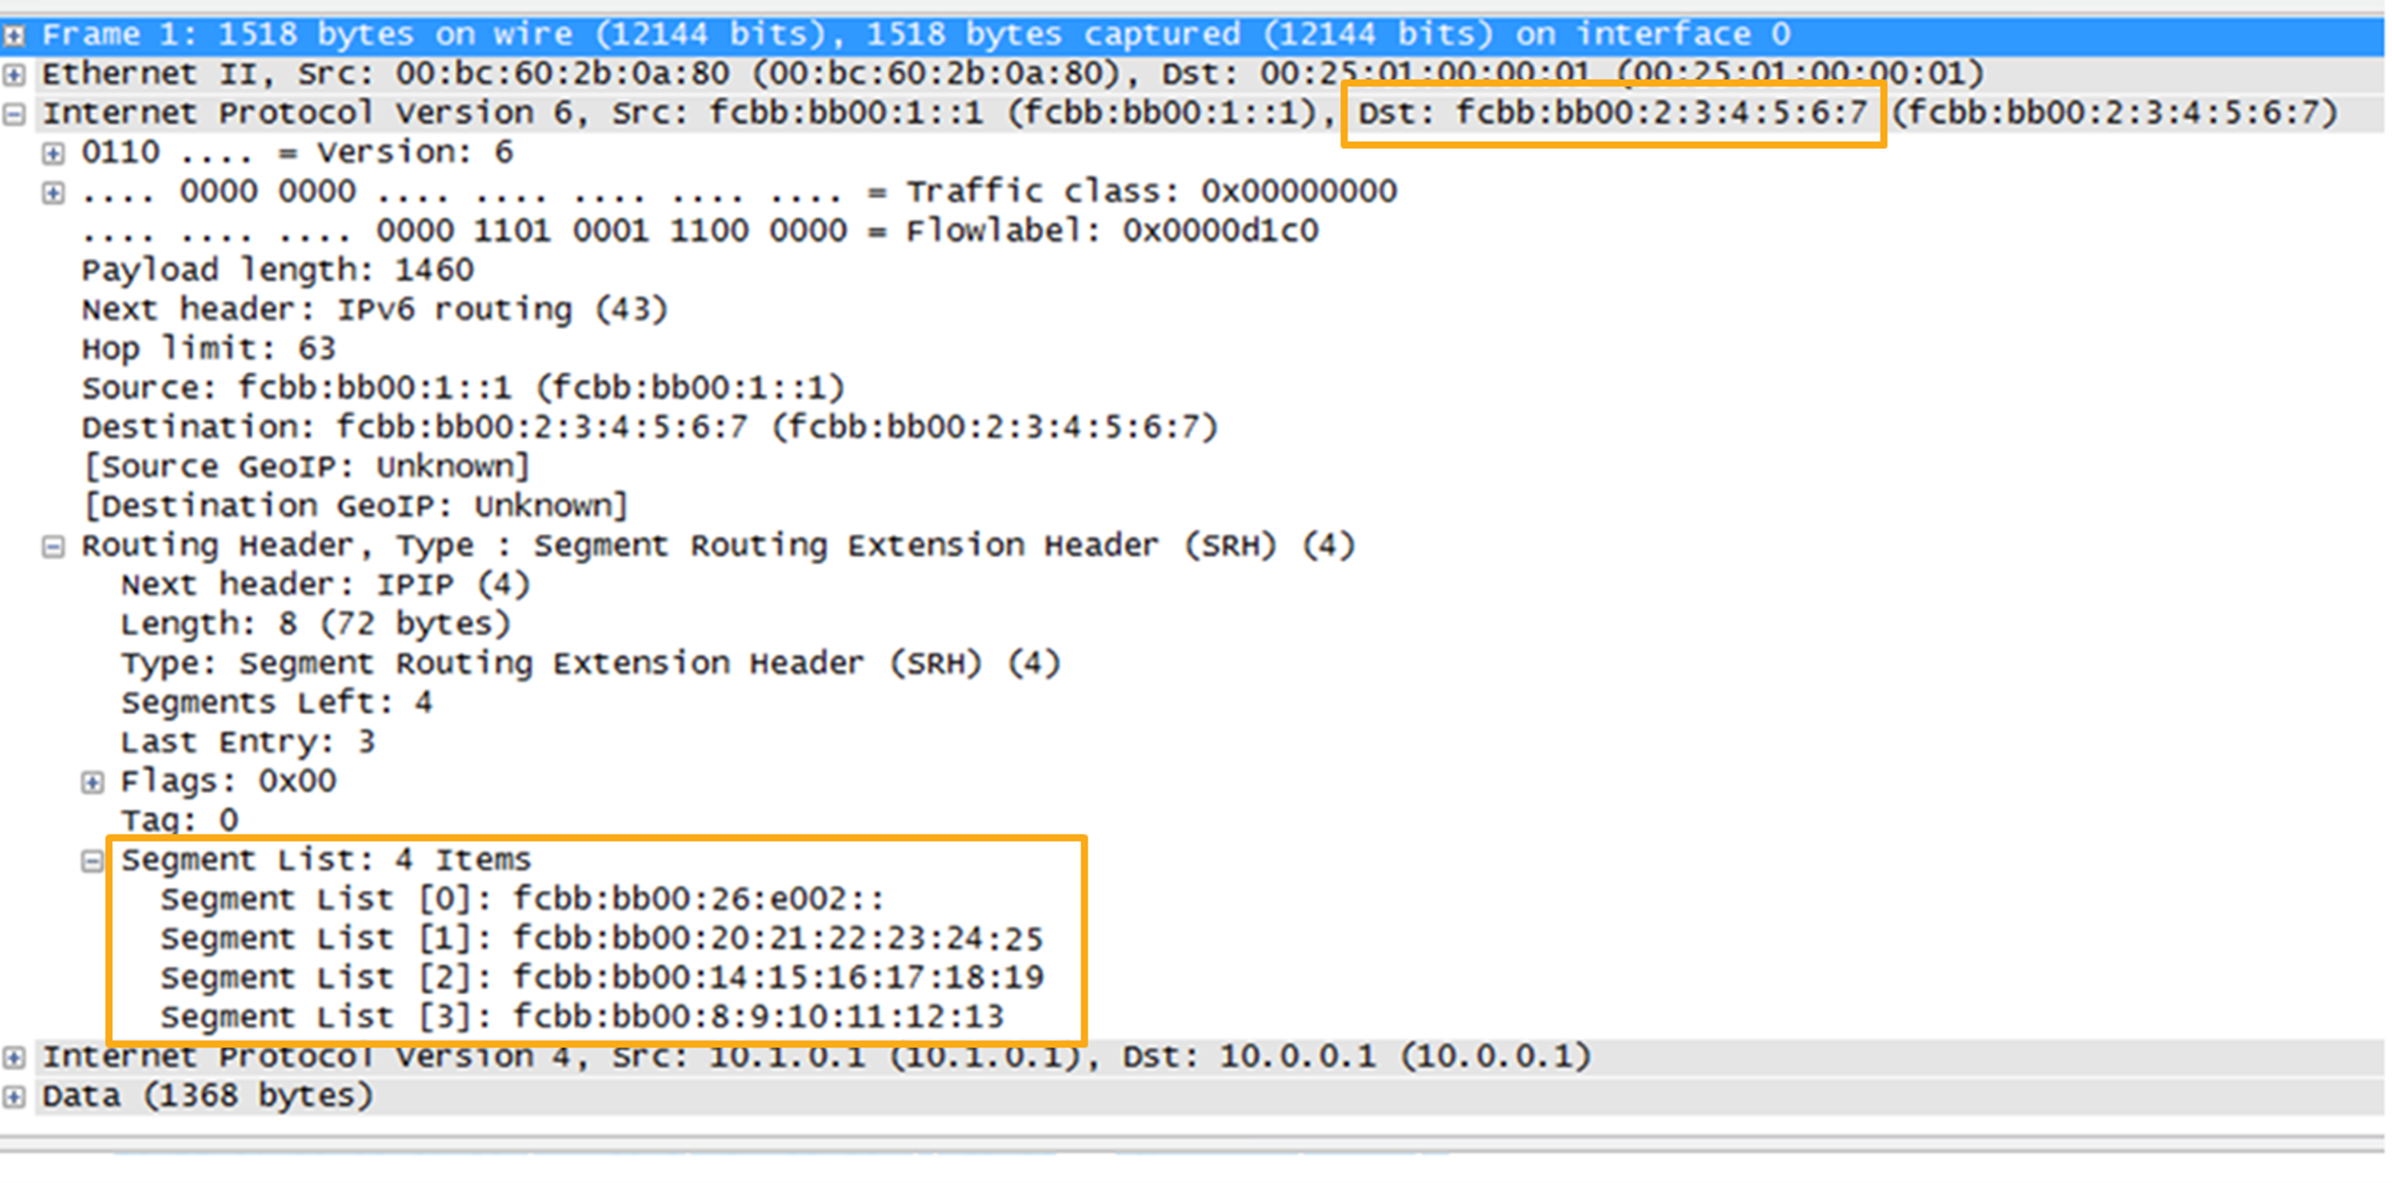 Frame 1: 1518 bytes on wire (12144 bits), 1518 bytes captured (12144 bits) on interface 0
Ethernet II, Src: 00:bc:60:2b:0a:80 (00:bc:60:2b:0a:80), Dst: 00:25:01:00:00:01 (00:25:01:00:00:01)
Internet Protocol Version 6, Src: fcbb:bb00:1::1 (fcbb:bb00:1::1), Dst: fcbb:bb00:2:3:4:5:6:7 (fcbb:bb00:2:3:4:5:6:7)
0110 .... = Version: 6
.... 0000 0000 .... .... .... .... .... = Traffic class: 0x00000000
.... .... .... 0000 1101 0001 1100 0000 = Flowlabel: 0x0000d1c0
Payload length: 1460
Next header: IPv6 routing (43)
Hop limit: 63
Source: fcbb:bb00:1::1 (fcbb:bb00:1::1)
Destination: fcbb:bb00:2:3:4:5:6:7 (fcbb:bb00:2:3:4:5:6:7)
[Source GeoIP: Unknown]
[Destination GeoIP: Unknown]
Routing Header, Type : Segment Routing Extension Header (SRH) (4)
Next header: IPIP (4)
Length: 8 (72 bytes)
Type: Segment Routing Extension Header (SRH) (4)
Segments Left: 4
Last Entry: 3
Flags: 0x00
Tag: 0
Segment List: 4 Items
Segment List [0]: fcbb:bb00:26:e002::
Segment List [1]: fcbb:bb00:20:21:22:23:24:25
Segment List [2]: fcbb:bb00:14:15:16:17:18:19
Segment List [3]: fcbb:bb00:8:9:10:11:12:13
Internet Protocol Version 4, Src: 10.1.0.1 (10.1.0.1), Dst: 10.0.0.1 (10.0.0.1)
Data (1368 bytes)